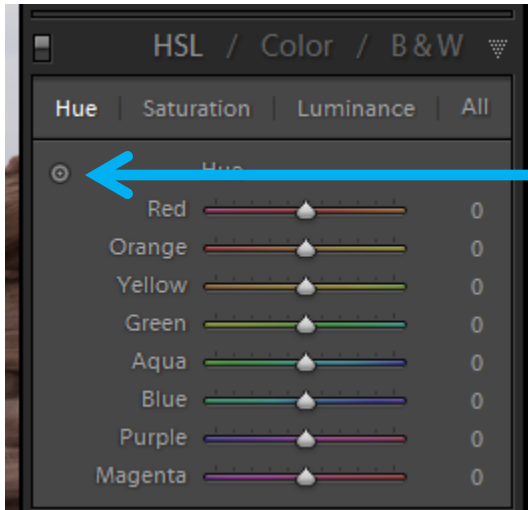 HSL / Color / B & W
Hue | Saturation | Luminance | All
Hue
Red 0
Orange 0
Yellow 0
Green 0
Aqua 0
Blue 0
Purple 0
Magenta 0